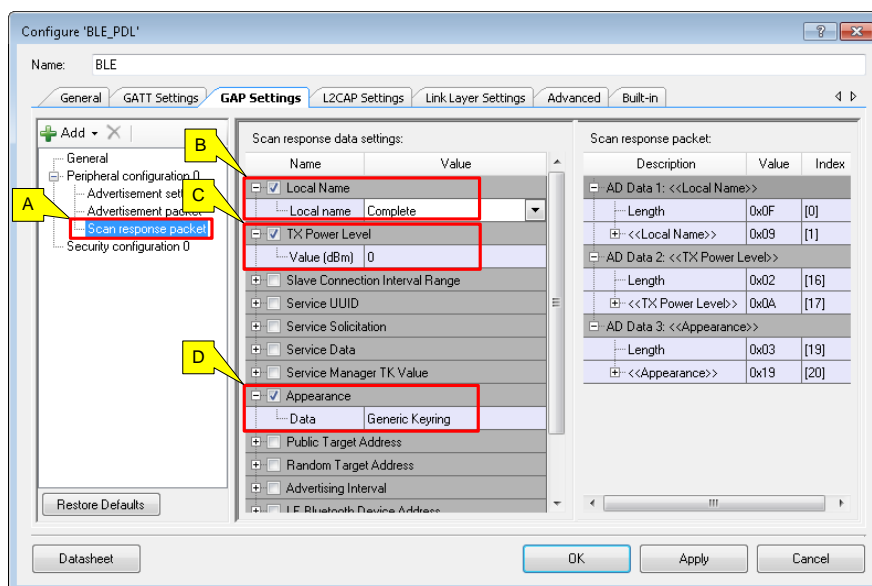 Configure 'BLE_PDL'
Name: BLE
General GATT Settings GAP Settings L2CAP Settings Link Layer Settings Advanced Built-in
Add
General
Peripheral configuration 0
Advertisement packet
Scan response packet
Security configuration 0
Restore Defaults
A
B
C
D
Scan response data settings:
Name Value
Local Name
Local name Complete
TX Power Level
Value (dBm) 0
Slave Connection Interval Range
Service UUID
Service Solicitation
Service Data
Service Manager TK Value
Appearance
Data Generic Keyring
Public Target Address
Random Target Address
Advertising Interval
LE Bluetooth Device Address
Scan response packet:
Description Value Index
AD Data 1: <<Local Name>>
Length 0x0F [0]
<<Local Name>> 0x09 [1]
AD Data 2: <<TX Power Level>>
Length 0x02 [16]
<<TX Power Level>> 0x0A [17]
AD Data 3: <<Appearance>>
Length 0x03 [19]
<<Appearance>> 0x19 [20]
Datasheet OK Apply Cancel